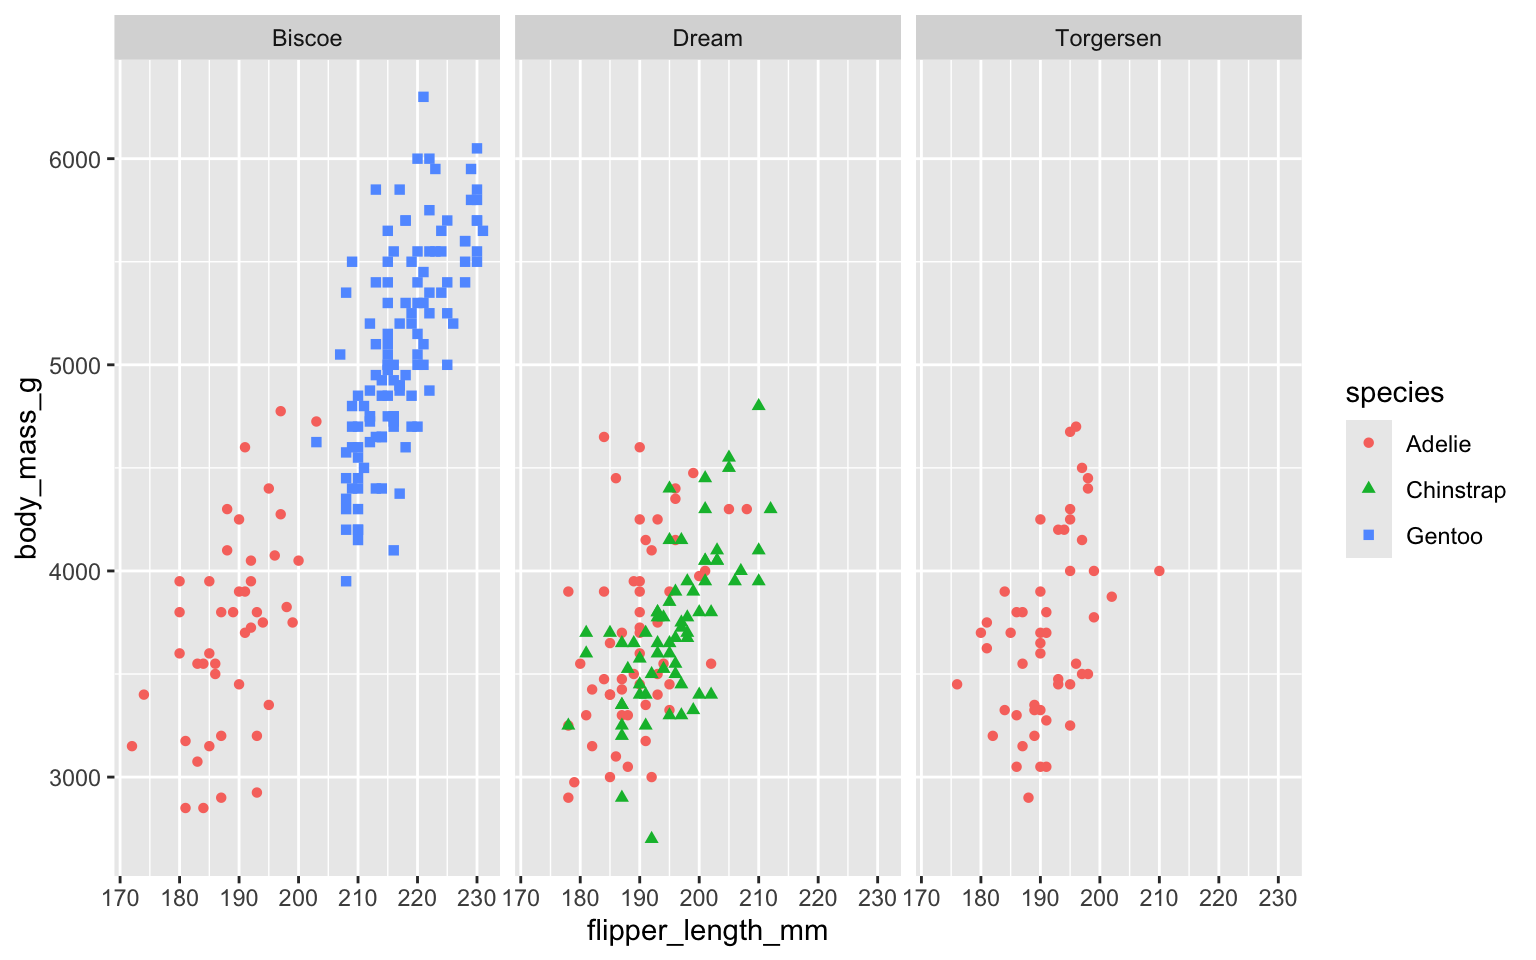 Biscoe Dream Torgersen
6000
5000
4000
3000
body_mass_g
170 180 190 200 210 220 230 170 180 190 200 210 220 230 170 180 190 200 210 220 230
flipper_length_mm
species
Adelie
Chinstrap
Gentoo